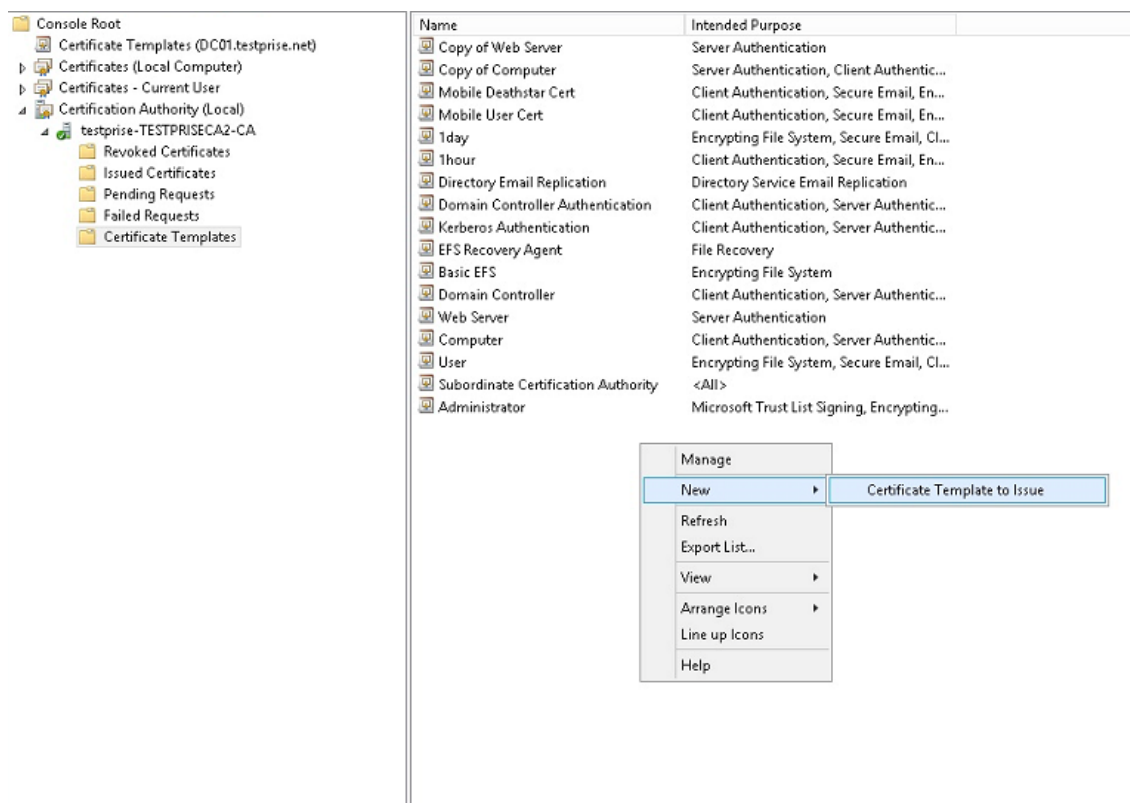 Console Root
Certificate Templates (DC01.testprise.net)
Certificates (Local Computer)
Certificates - Current User
Certification Authority (Local)
testprise-TESTPRISECA2-CA
Revoked Certificates
Issued Certificates
Pending Requests
Failed Requests
Certificate Templates
Name Intended Purpose
Copy of Web Server Server Authentication
Copy of Computer Server Authentication, Client Authentic...
Mobile Deathstar Cert Client Authentication, Secure Email, En...
Mobile User Cert Client Authentication, Secure Email, En...
1day Encrypting File System, Secure Email, Cl...
1hour Client Authentication, Secure Email, En...
Directory Email Replication Directory Service Email Replication
Domain Controller Authentication Client Authentication, Server Authentic...
Kerberos Authentication Client Authentication, Server Authentic...
EFS Recovery Agent File Recovery
Basic EFS Encrypting File System
Domain Controller Client Authentication, Server Authentic...
Web Server Server Authentication
Computer Client Authentication, Server Authentic...
User Encrypting File System, Secure Email, Cl...
Subordinate Certification Authority <All>
Administrator Microsoft Trust List Signing, Encrypting...
Manage
New Certificate Template to Issue
Refresh
Export List...
View
Arrange Icons
Line up Icons
Help